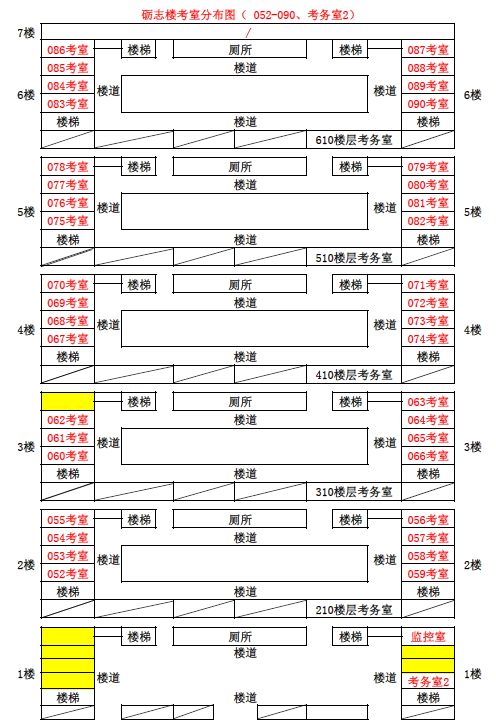 砺志楼考室分布图（ 052-090、考务室2）
7楼 /
086考室 楼梯 厕所 楼梯 087考室
085考室 楼道 088考室
6楼 084考室 楼道 楼道 089考室 6楼
083考室 090考室
楼梯 楼道 楼梯
610楼层考务室
078考室 楼梯 厕所 楼梯 079考室
077考室 楼道 080考室
5楼 076考室 楼道 楼道 081考室 5楼
075考室 082考室
楼梯 楼道 楼梯
510楼层考务室
070考室 楼梯 厕所 楼梯 071考室
069考室 楼道 072考室
4楼 068考室 楼道 楼道 073考室 4楼
067考室 074考室
楼梯 楼道 楼梯
410楼层考务室
楼梯 厕所 楼梯 063考室
062考室 楼道 064考室
3楼 061考室 楼道 楼道 065考室 3楼
060考室 066考室
楼梯 楼道 楼梯
310楼层考务室
055考室 楼梯 厕所 楼梯 056考室
054考室 楼道 057考室
2楼 053考室 楼道 楼道 058考室 2楼
052考室 059考室
楼梯 楼道 楼梯
210楼层考务室
楼梯 厕所 楼梯 监控室
楼道
1楼 楼道 楼道 考务室2 1楼
楼梯 楼道 楼梯